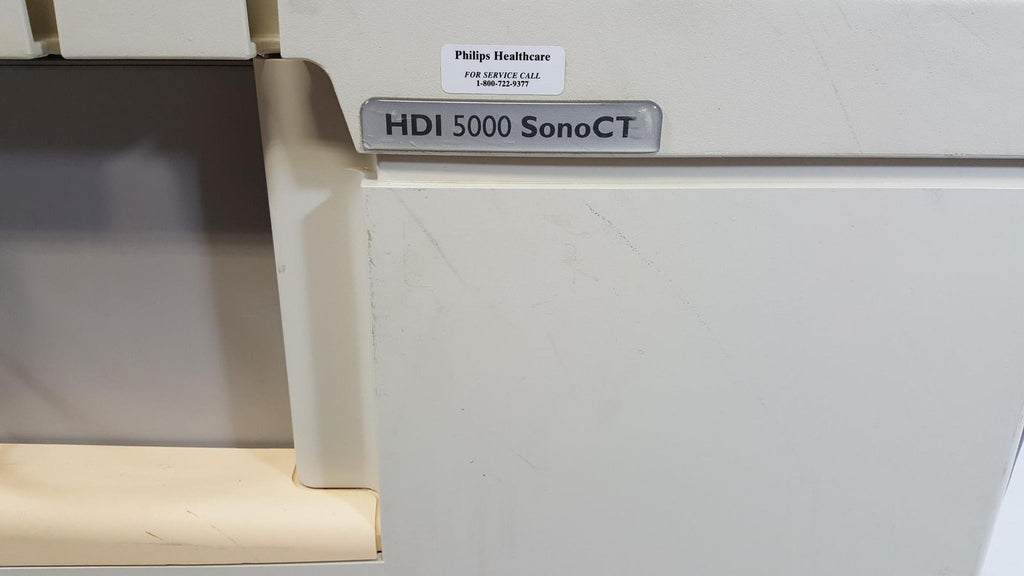 Philips Healthcare
FOR SERVICE CALL
1-800-722-9377
HDI 5000 SonoCT